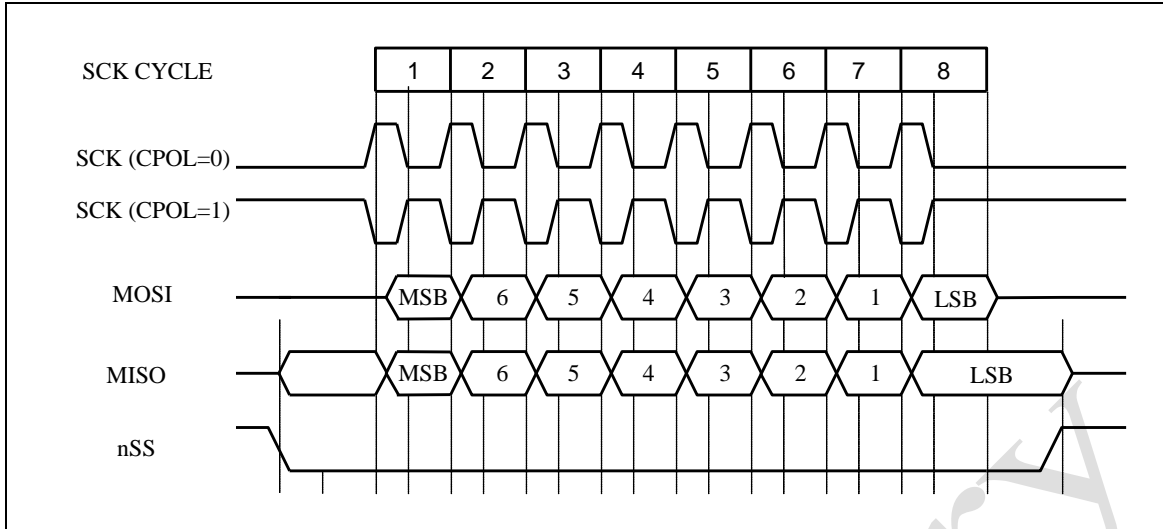 SCK CYCLE 1 2 3 4 5 6 7 8
SCK (CPOL=0)
SCK (CPOL=1)
MOSI MSB 6 5 4 3 2 1 LSB
MISO MSB 6 5 4 3 2 1 LSB
nSS